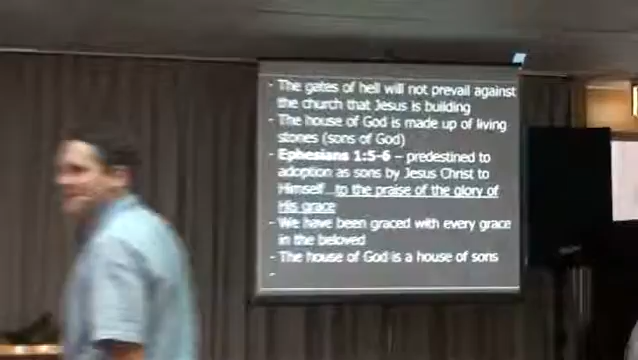 - The gates of hell will not prevail against
the church that Jesus is building
- The house of God is made up of living
stones (sons of God)
- Ephesians 1:5-6 – predestined to
adoption as sons by Jesus Christ to
Himself...to the praise of the glory of
His grace
- We have been graced with every grace
in the beloved
- The house of God is a house of sons
-